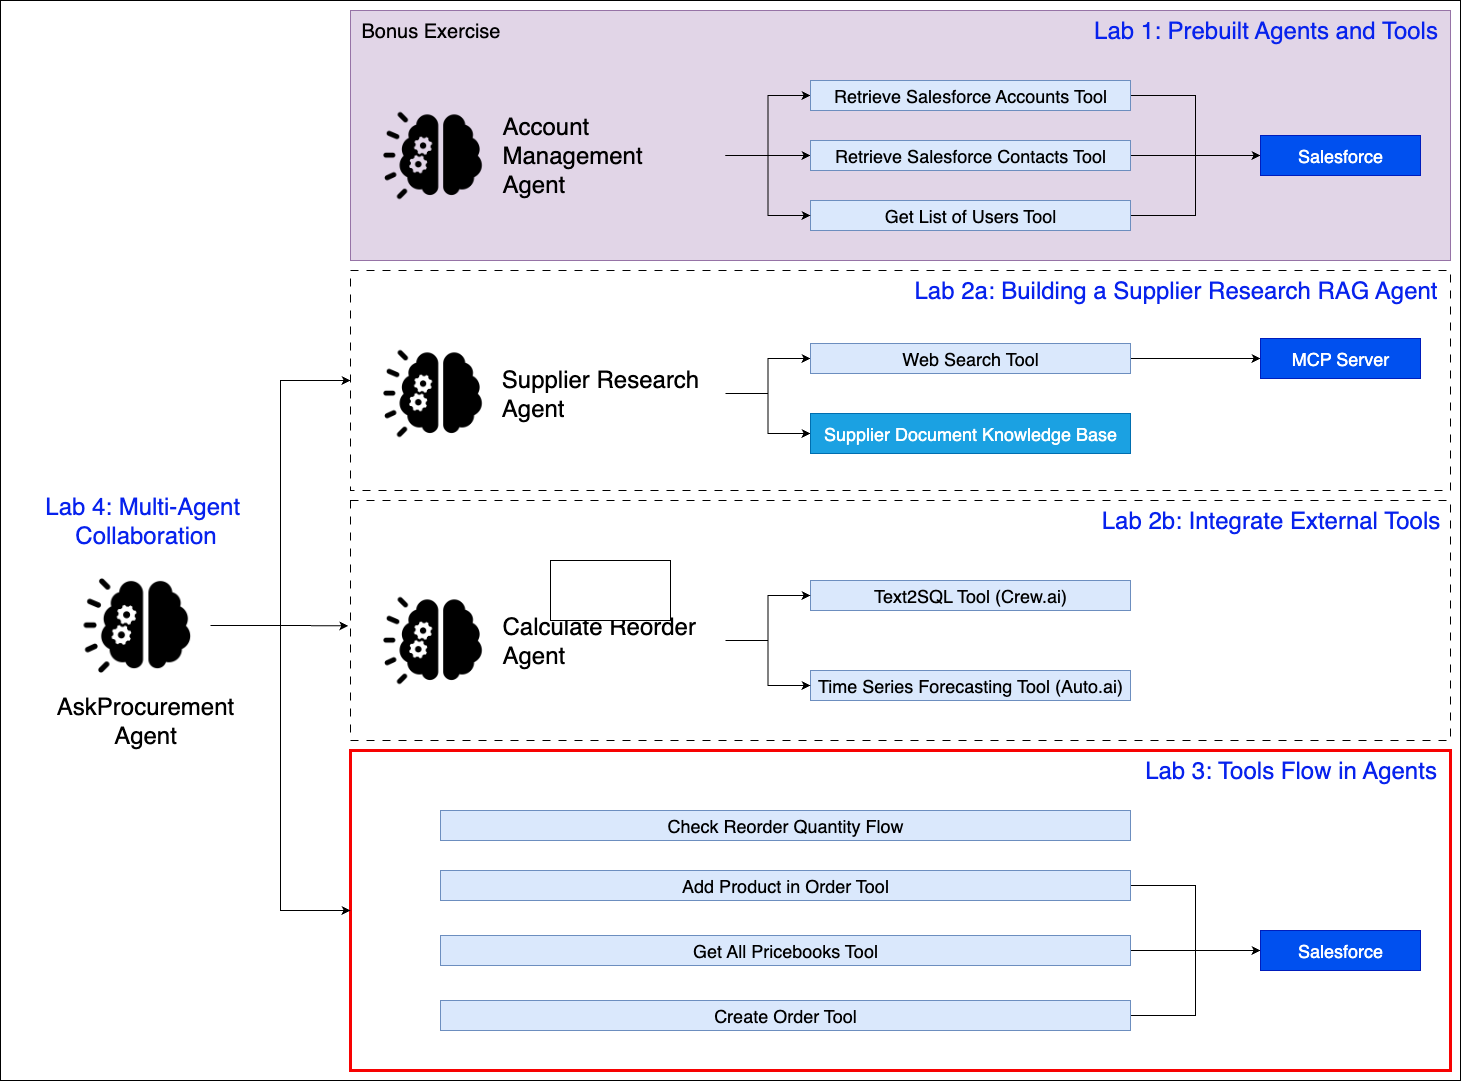 Bonus Exercise
Lab 1: Prebuilt Agents and Tools
Account
Management
Agent
Retrieve Salesforce Accounts Tool
Retrieve Salesforce Contacts Tool
Get List of Users Tool
Salesforce
Lab 2a: Building a Supplier Research RAG Agent
Supplier Research
Agent
Web Search Tool
MCP Server
Supplier Document Knowledge Base
Lab 4: Multi-Agent
Collaboration
AskProcurement
Agent
Lab 2b: Integrate External Tools
Calculate Reorder
Agent
Text2SQL Tool (Crew.ai)
Time Series Forecasting Tool (Auto.ai)
Lab 3: Tools Flow in Agents
Check Reorder Quantity Flow
Add Product in Order Tool
Get All Pricebooks Tool
Create Order Tool
Salesforce